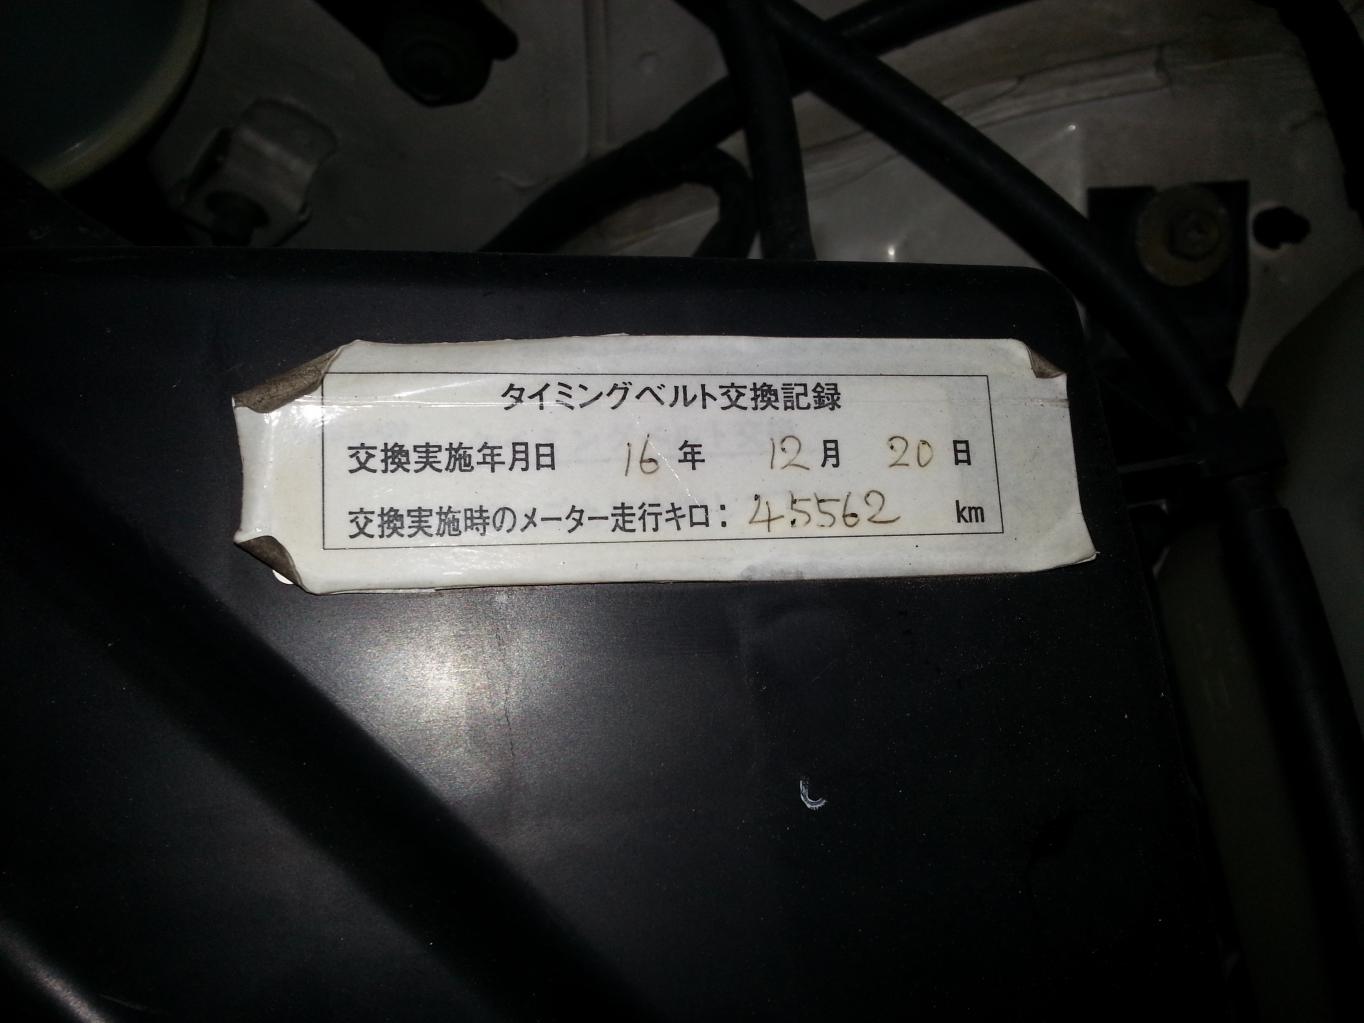 タイミングベルト交換記録
交換実施年月日 16 年 12 月 20 日
交換実施時のメーター走行キロ: 45562 km